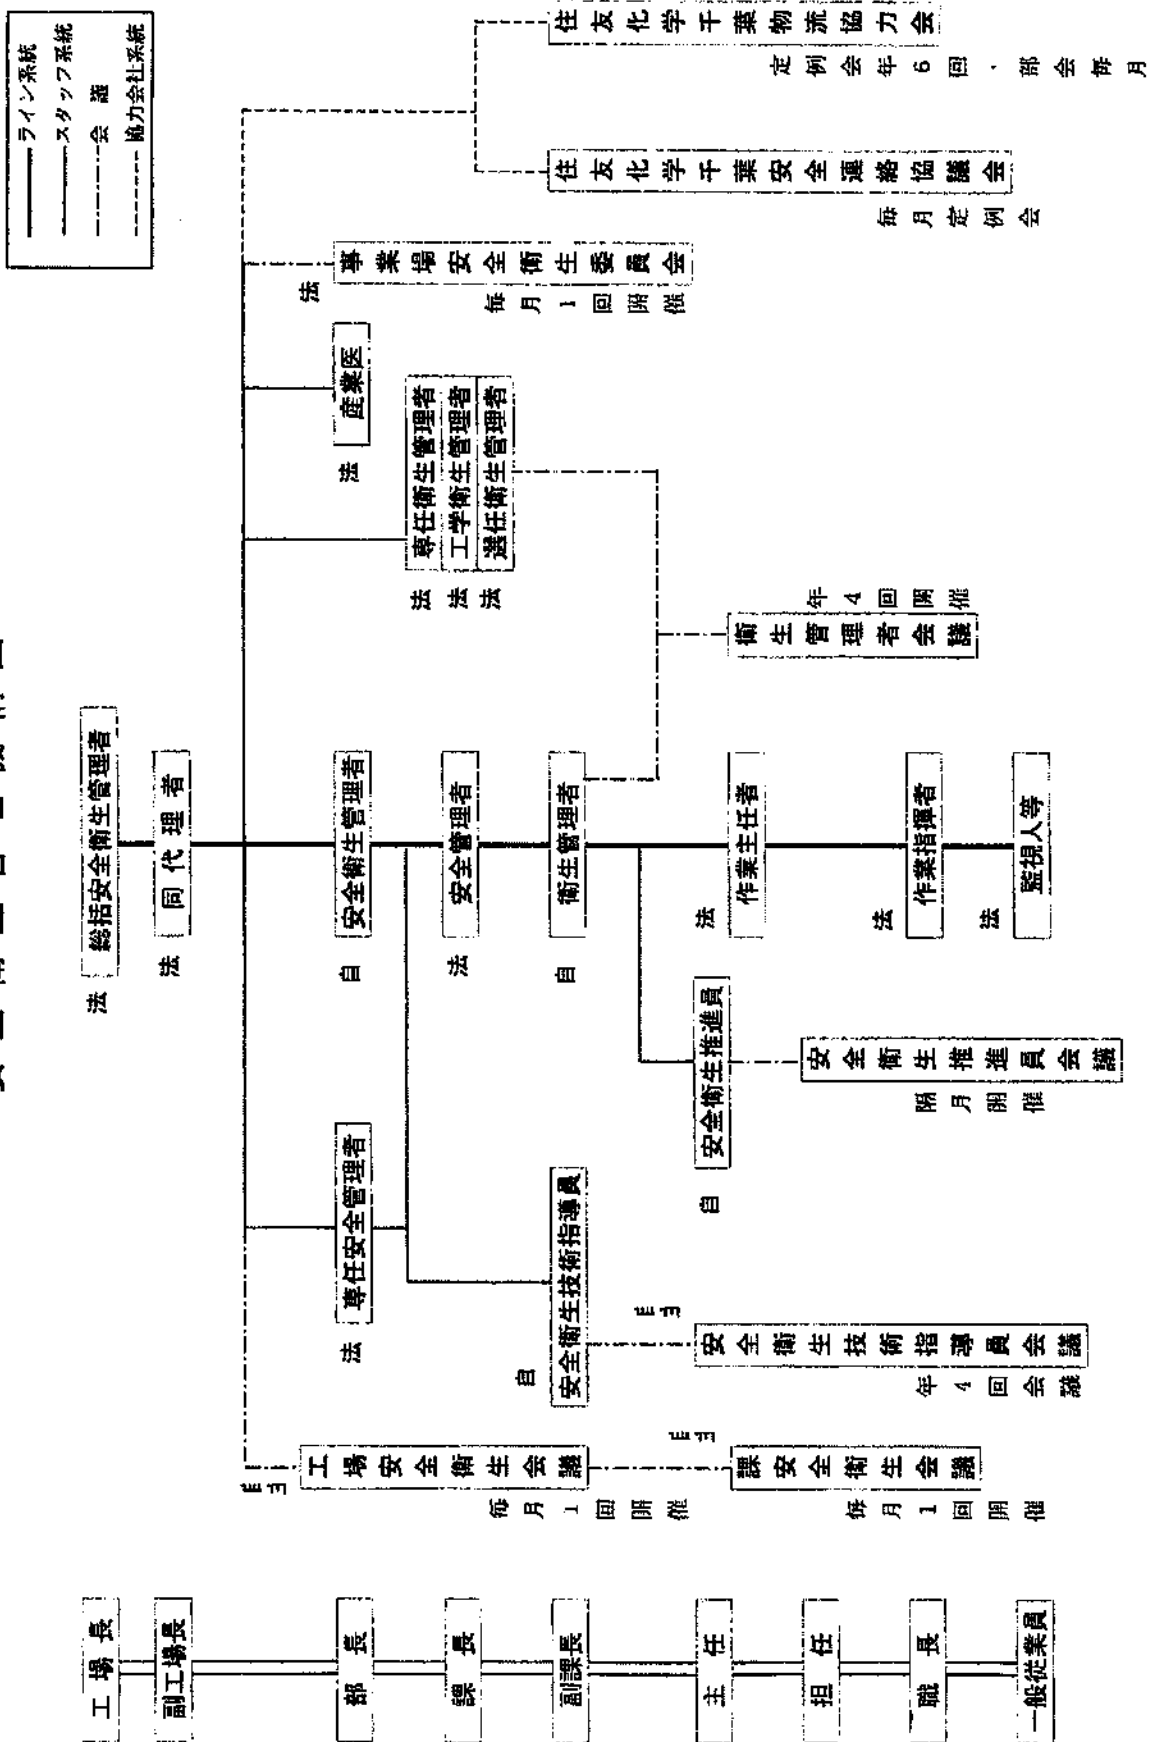 ライン系統
スタッフ系統
会議
協力会社系統
総括安全衛生管理者
法
同代理者
法
安全衛生管理者
自
安全管理者
法
衛生管理者
自
作業主任者
法
作業指揮者
法
監視人等
法
専任安全管理者
法
安全衛生技術指導員
自
安全衛生技術指導員会議
年4回会議
安全衛生推進員
自
安全衛生推進員会議
隔月開催
工場安全衛生会議
毎月1回開催
課安全衛生会議
毎月1回開催
専任衛生管理者
法
工学衛生管理者
法
選任衛生管理者
法
衛生管理者会議
年4回開催
産業医
法
事業場安全衛生委員会
法
毎月1回開催
住友化学千葉安全連絡協議会
毎月定例会
住友化学千葉物流協力会
定例会年6回・部会毎月
工場長
副工場長
部長
課長
副課長
主任
担任
職長
一般従業員